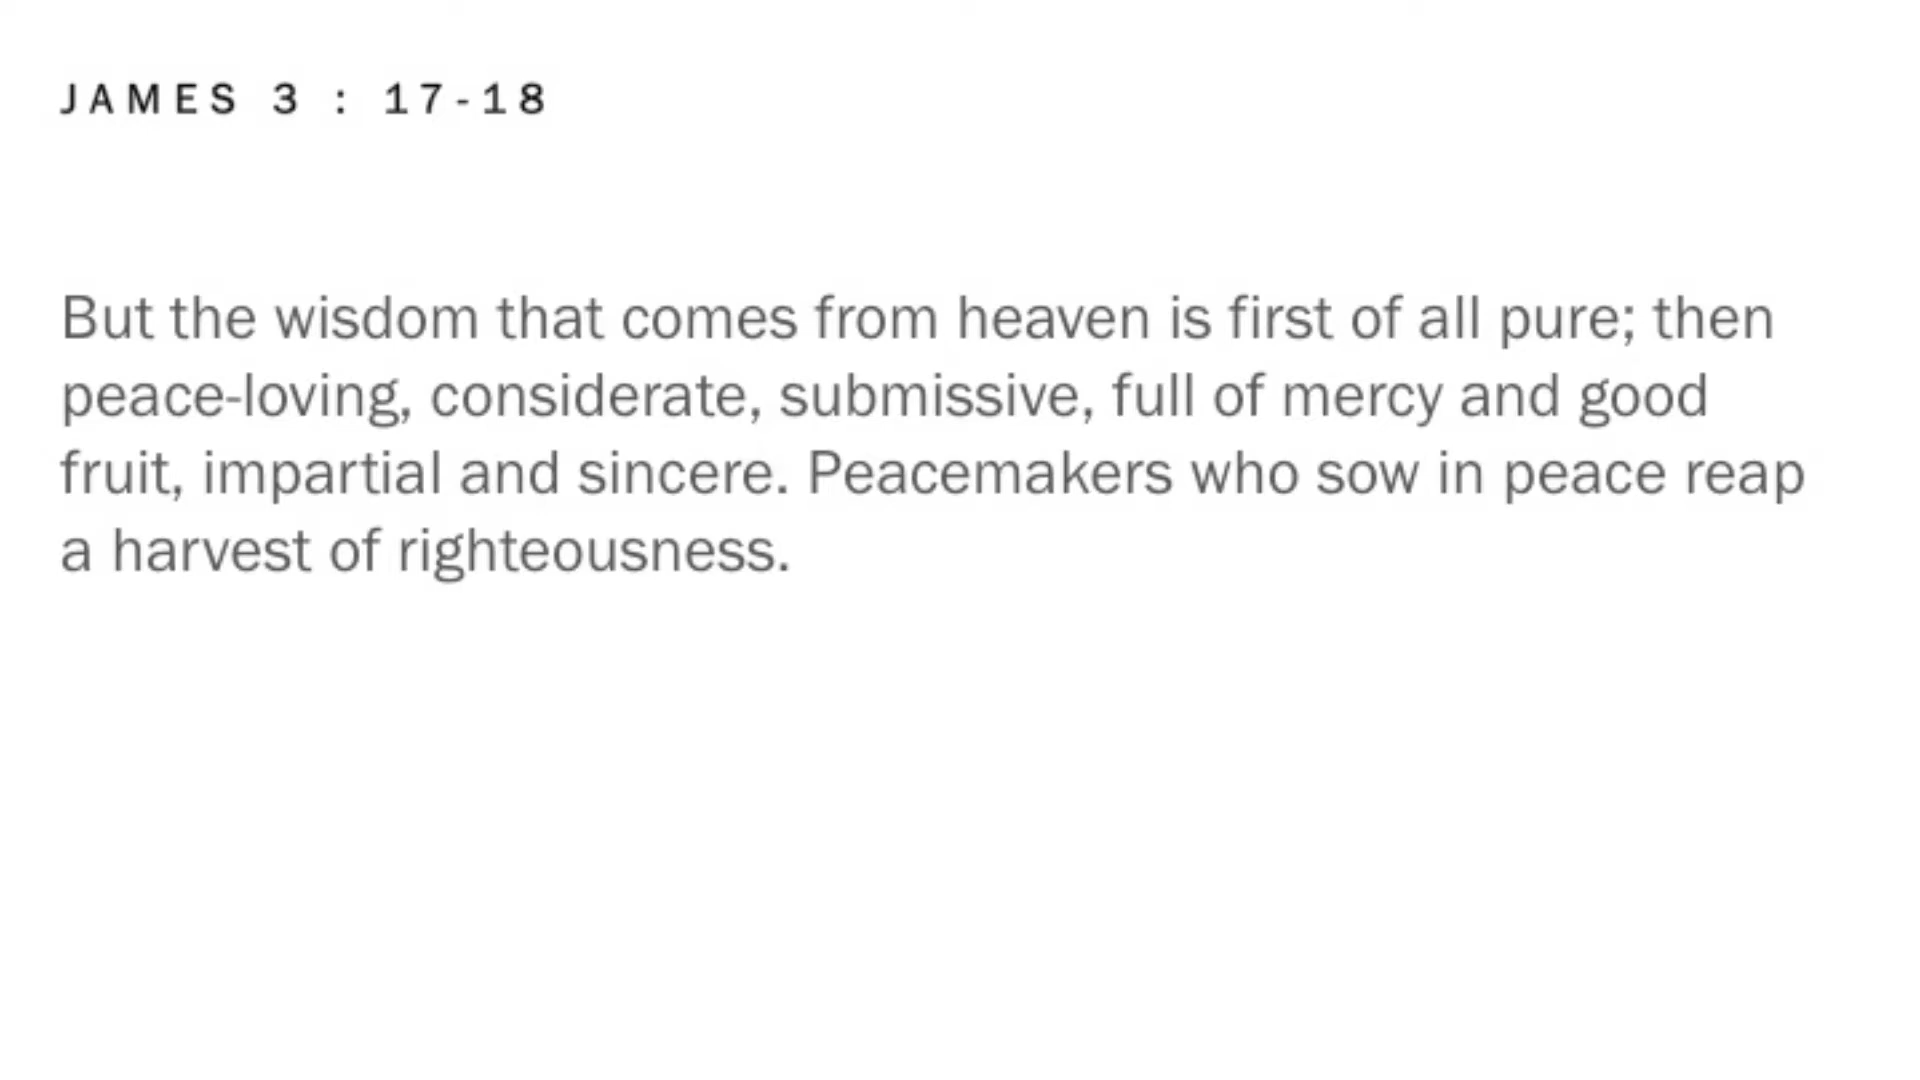 JAMES 3 : 17-18
But the wisdom that comes from heaven is first of all pure; then
peace-loving, considerate, submissive, full of mercy and good
fruit, impartial and sincere. Peacemakers who sow in peace reap
a harvest of righteousness.